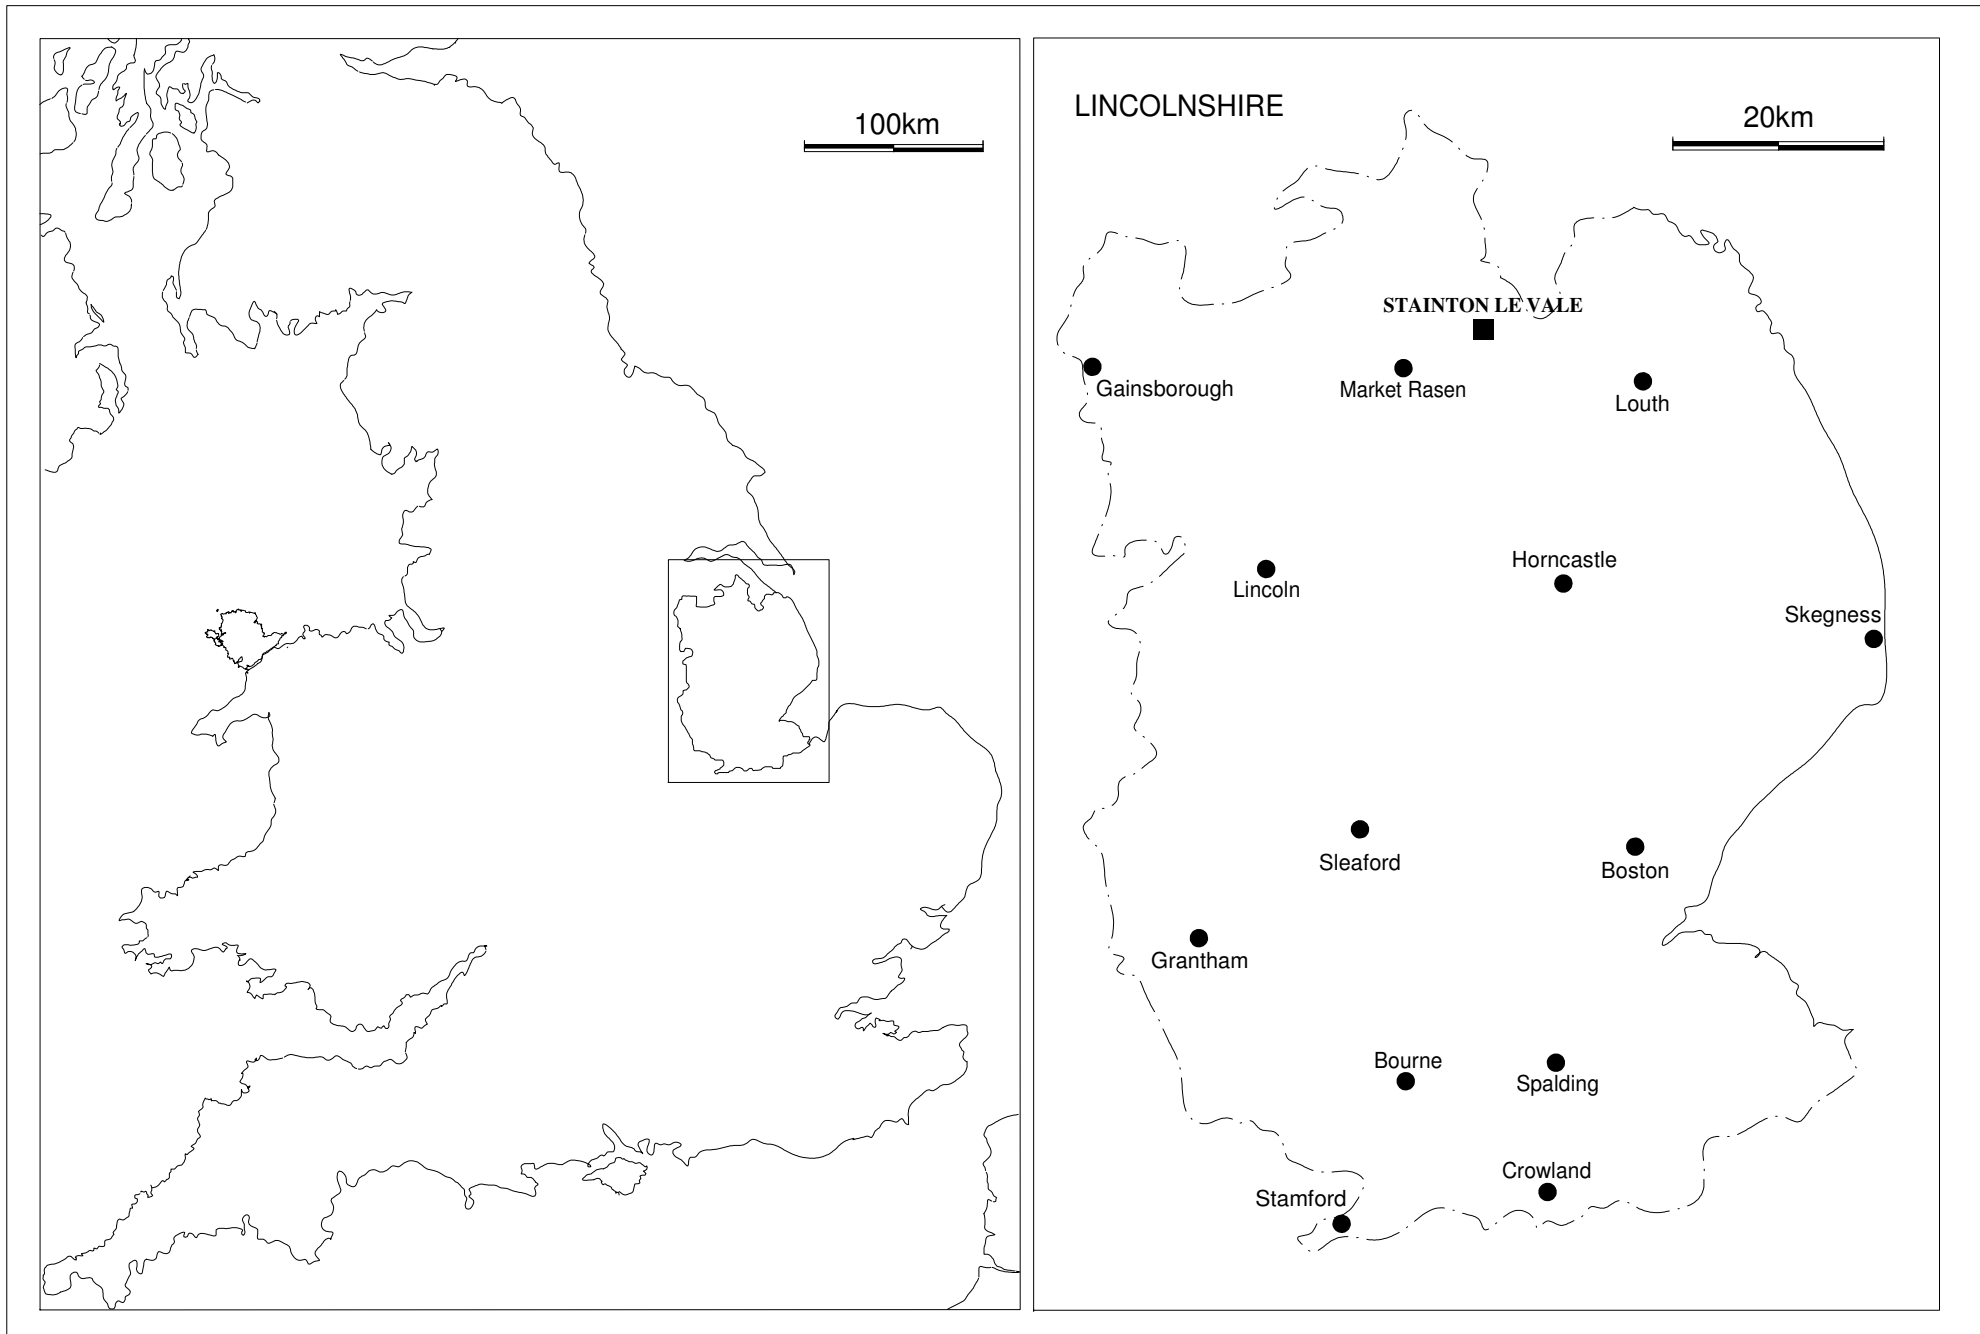 100km
LINCOLNSHIRE
20km
STAINTON LE VALE
Gainsborough
Market Rasen
Louth
Horncastle
Lincoln
Skegness
Sleaford
Boston
Grantham
Bourne
Spalding
Crowland
Stamford